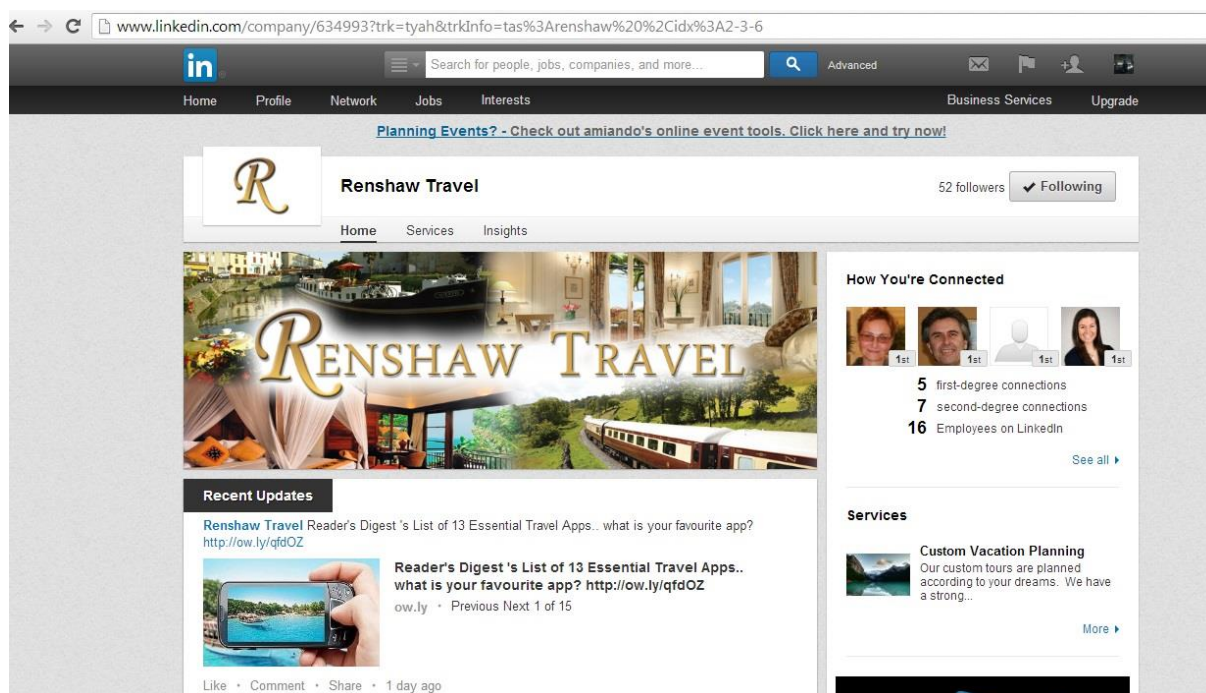 www.linkedin.com/company/634993?trk=tyah&trkInfo=tas%3Arenshaw%20%2Cidx%3A2-3-6
in
Search for people, jobs, companies, and more...
Advanced
Home Profile Network Jobs Interests Business Services Upgrade
Planning Events? - Check out amiando's online event tools. Click here and try now!
R
Renshaw Travel
52 followers
Following
Home Services Insights
RENSHAW TRAVEL
How You're Connected
1st 1st 1st 1st
5 first-degree connections
7 second-degree connections
16 Employees on LinkedIn
See all
Recent Updates
Renshaw Travel Reader's Digest 's List of 13 Essential Travel Apps.. what is your favourite app?
http://ow.ly/qfdOZ
Reader's Digest 's List of 13 Essential Travel Apps..
what is your favourite app? http://ow.ly/qfdOZ
ow.ly · Previous Next 1 of 15
Like · Comment · Share · 1 day ago
Services
Custom Vacation Planning
Our custom tours are planned
according to your dreams. We have
a strong...
More